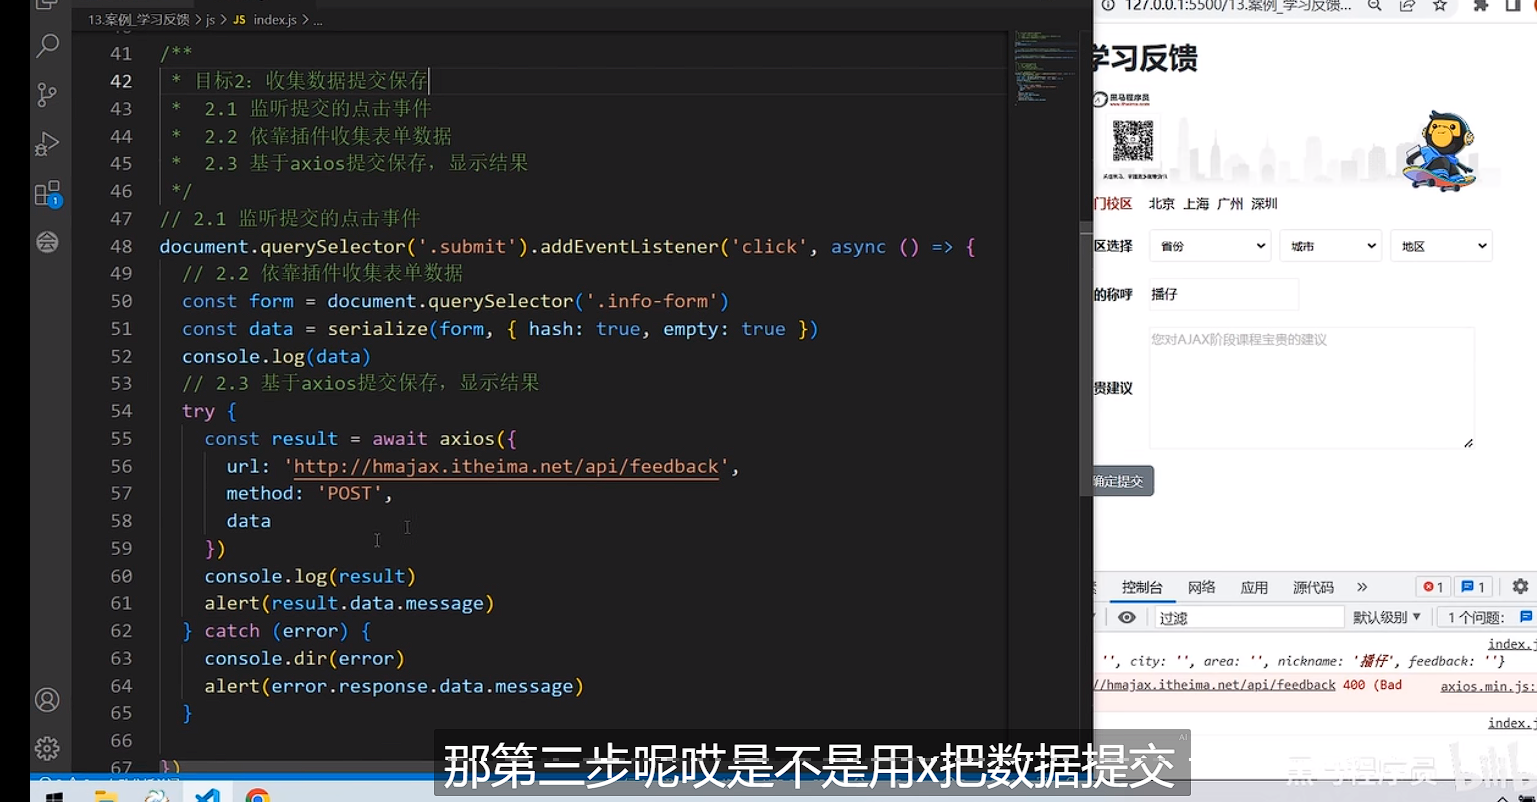 13.案例_学习反馈 > js > JS index.js > ...
41 /**
42 * 目标2：收集数据提交保存
43 * 2.1 监听提交的点击事件
44 * 2.2 依靠插件收集表单数据
45 * 2.3 基于axios提交保存，显示结果
46 */
47 // 2.1 监听提交的点击事件
48 document.querySelector('.submit').addEventListener('click', async () => {
49 // 2.2 依靠插件收集表单数据
50 const form = document.querySelector('.info-form')
51 const data = serialize(form, { hash: true, empty: true })
52 console.log(data)
53 // 2.3 基于axios提交保存，显示结果
54 try {
55 const result = await axios({
56 url: 'http://hmajax.itheima.net/api/feedback',
57 method: 'POST',
58 data
59 })
60 console.log(result)
61 alert(result.data.message)
62 } catch (error) {
63 console.dir(error)
64 alert(error.response.data.message)
65 }
66
67 })
1
127.0.0.1:5500/13.案例_学习反馈...
学习反馈
黑马程序员
门校区 北京 上海 广州 深圳
区选择 省份 城市 地区
的称呼 播仔
您对AJAX阶段课程宝贵的建议
贵建议
确定提交
控制台 网络 应用 源代码 » 1 1
过滤 默认级别 ▼ 1 个问题:
index.j
'', city: '', area: '', nickname: '播仔', feedback: ''}
//hmajax.itheima.net/api/feedback 400 (Bad axios.min.js:
index.j
那第三步呢哎是不是用x把数据提交
AI
黑马程序员 bilibili